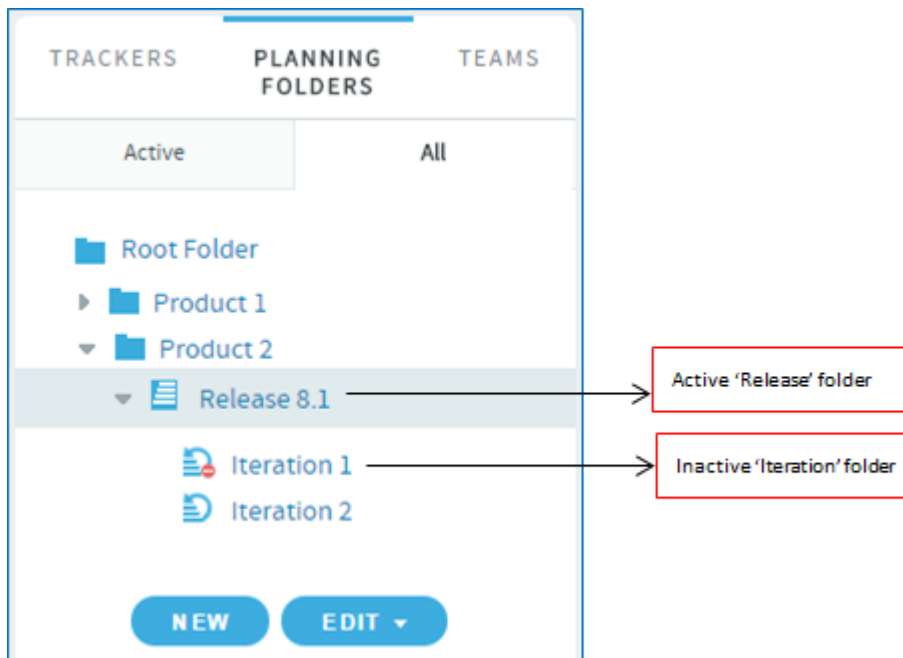 TRACKERS
PLANNING
FOLDERS
TEAMS
Active
All
Root Folder
Product 1
Product 2
Release 8.1
Active ‘Release’ folder
Iteration 1
Inactive ‘Iteration’ folder
Iteration 2
NEW
EDIT